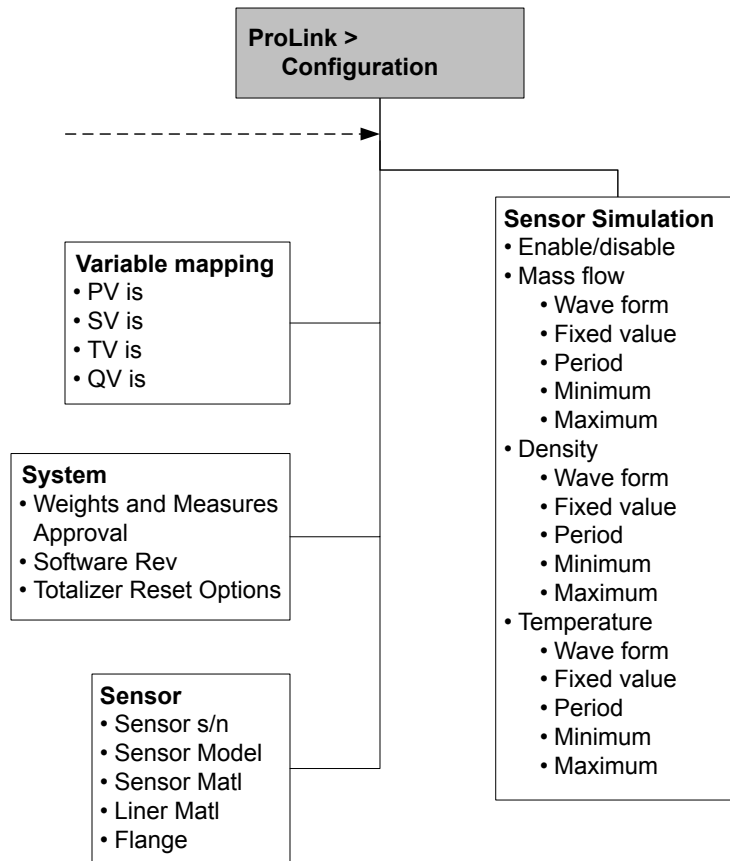 ProLink >
Configuration
Variable mapping
• PV is
• SV is
• TV is
• QV is
System
• Weights and Measures
Approval
• Software Rev
• Totalizer Reset Options
Sensor
• Sensor s/n
• Sensor Model
• Sensor Matl
• Liner Matl
• Flange
Sensor Simulation
• Enable/disable
• Mass flow
• Wave form
• Fixed value
• Period
• Minimum
• Maximum
• Density
• Wave form
• Fixed value
• Period
• Minimum
• Maximum
• Temperature
• Wave form
• Fixed value
• Period
• Minimum
• Maximum